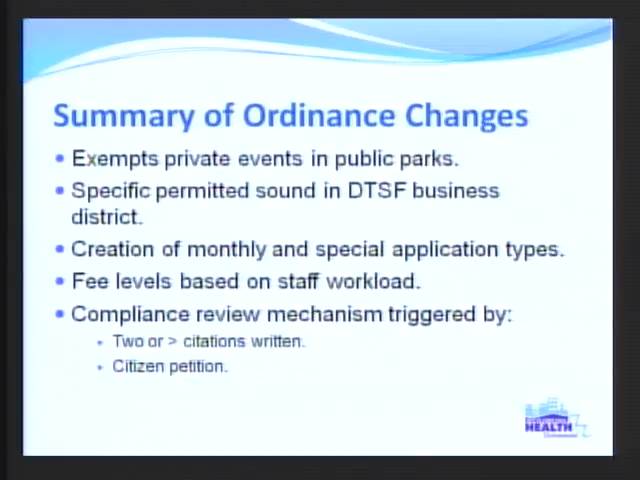 Summary of Ordinance Changes
• Exempts private events in public parks.
• Specific permitted sound in DTSF business
district.
• Creation of monthly and special application types.
• Fee levels based on staff workload.
• Compliance review mechanism triggered by:
• Two or > citations written.
• Citizen petition.
HEALTH